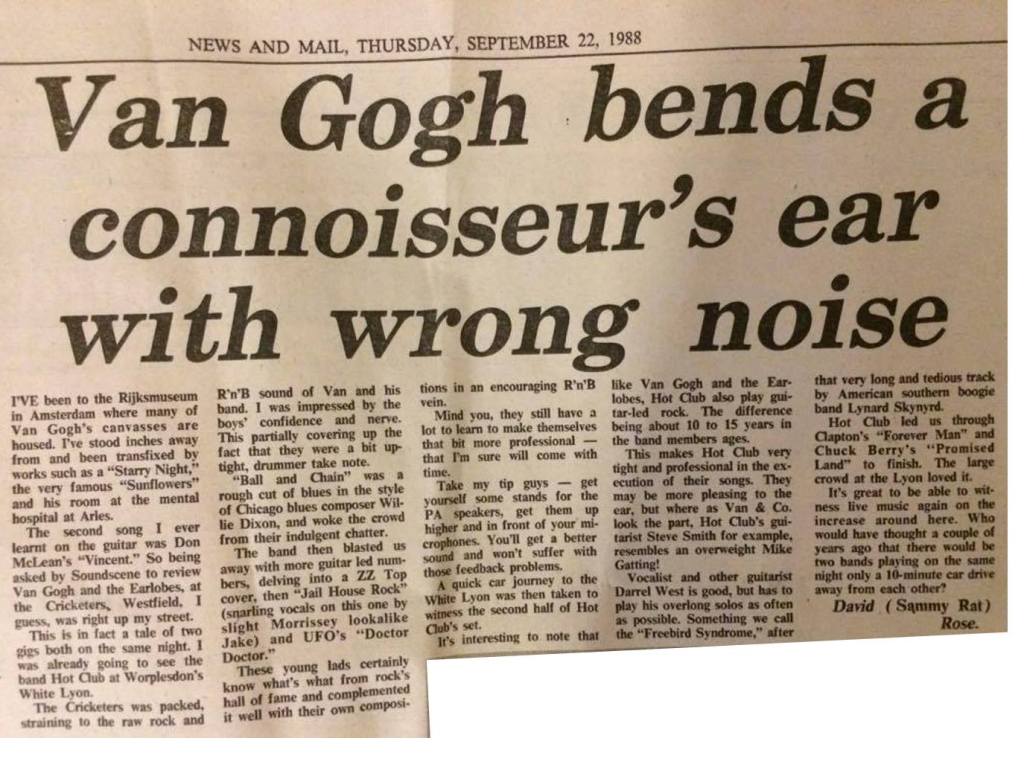 NEWS AND MAIL, THURSDAY, SEPTEMBER 22, 1988
Van Gogh bends a
connoisseur's ear
with wrong noise
I'VE been to the Rijksmuseum
in Amsterdam where many of
Van Gogh's canvasses are
housed. I've stood inches away
from and been transfixed by
works such as a "Starry Night,"
the very famous "Sunflowers"
and his room at the mental
hospital at Arles.
The second song I ever
learnt on the guitar was Don
McLean's "Vincent." So being
asked by Soundscene to review
Van Gogh and the Earlobes, at
the Cricketers, Westfield, I
guess, was right up my street.
This is in fact a tale of two
gigs both on the same night. I
was already going to see the
band Hot Club at Worplesdon's
White Lyon.
The Cricketers was packed,
straining to the raw rock and
R'n'B sound of Van and his
band. I was impressed by the
boys' confidence and nerve.
This partially covering up the
fact that they were a bit up-
tight, drummer take note.
"Ball and Chain" was a
rough cut of blues in the style
of Chicago blues composer Wil-
lie Dixon, and woke the crowd
from their indulgent chatter.
The band then blasted us
away with more guitar led num-
bers, delving into a ZZ Top
cover, then "Jail House Rock"
(snarling vocals on this one by
slight Morrissey lookalike
Jake) and UFO's "Doctor
Doctor."
These young lads certainly
know what's what from rock's
hall of fame and complemented
it well with their own composi-
tions in an encouraging R'n'B
vein.
Mind you, they still have a
lot to learn to make themselves
that bit more professional —
that I'm sure will come with
time.
Take my tip guys — get
yourself some stands for the
PA speakers, get them up
higher and in front of your mi-
crophones. You'll get a better
sound and won't suffer with
those feedback problems.
A quick car journey to the
White Lyon was then taken to
witness the second half of Hot
Club's set.
It's interesting to note that
like Van Gogh and the Ear-
lobes, Hot Club also play gui-
tar-led rock. The difference
being about 10 to 15 years in
the band members ages.
This makes Hot Club very
tight and professional in the ex-
ecution of their songs. They
may be more pleasing to the
ear, but where as Van & Co.
look the part, Hot Club's gui-
tarist Steve Smith for example,
resembles an overweight Mike
Gatting!
Vocalist and other guitarist
Darrel West is good, but has to
play his overlong solos as often
as possible. Something we call
the "Freebird Syndrome," after
that very long and tedious track
by American southern boogie
band Lynard Skynyrd.
Hot Club led us through
Clapton's "Forever Man" and
Chuck Berry's "Promised
Land" to finish. The large
crowd at the Lyon loved it.
It's great to be able to wit-
ness live music again on the
increase around here. Who
would have thought a couple of
years ago that there would be
two bands playing on the same
night only a 10-minute car drive
away from each other?
David (Sammy Rat)
Rose.